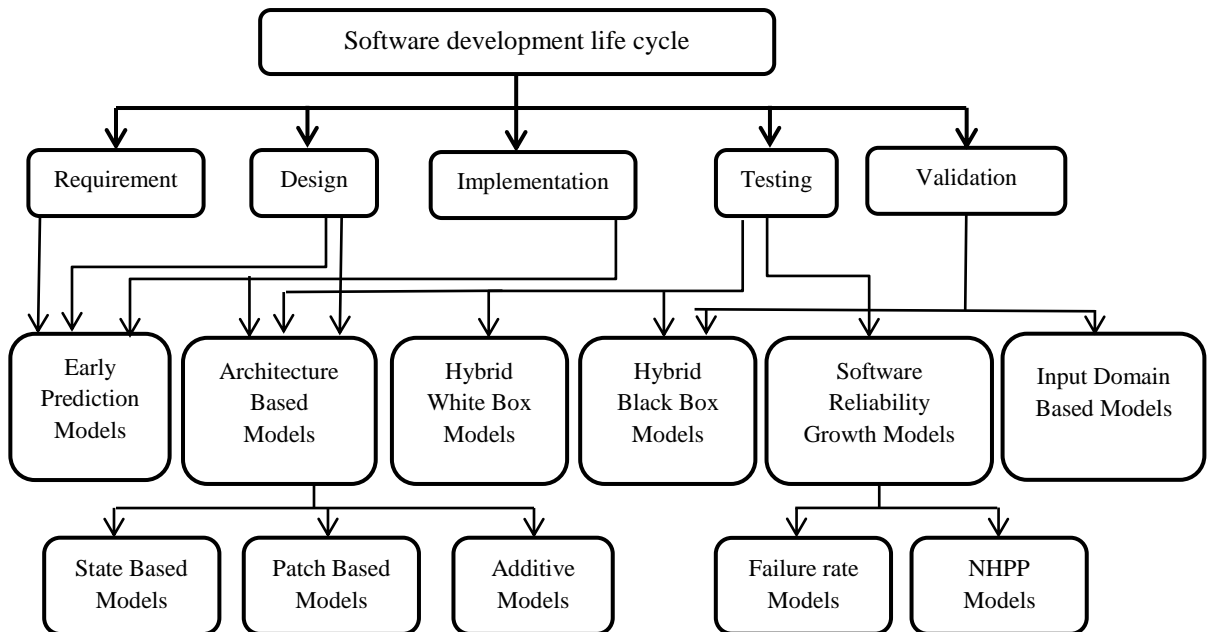 Software development life cycle
Requirement
Design
Implementation
Testing
Validation
Early
Prediction
Models
Architecture
Based
Models
Hybrid
White Box
Models
Hybrid
Black Box
Models
Software
Reliability
Growth Models
Input Domain
Based Models
State Based
Models
Patch Based
Models
Additive
Models
Failure rate
Models
NHPP
Models